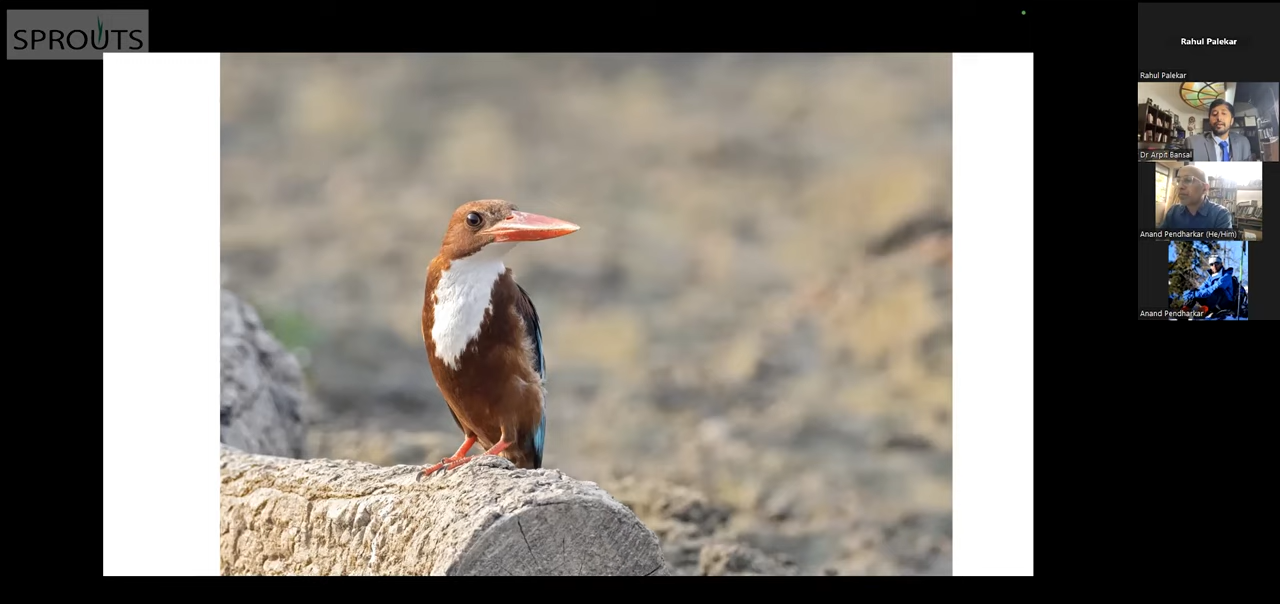 SPROUTS
Rahul Palekar
Rahul Palekar
Dr Arpit Bansal
Anand Pendharkar (He/Him)
Anand Pendharkar